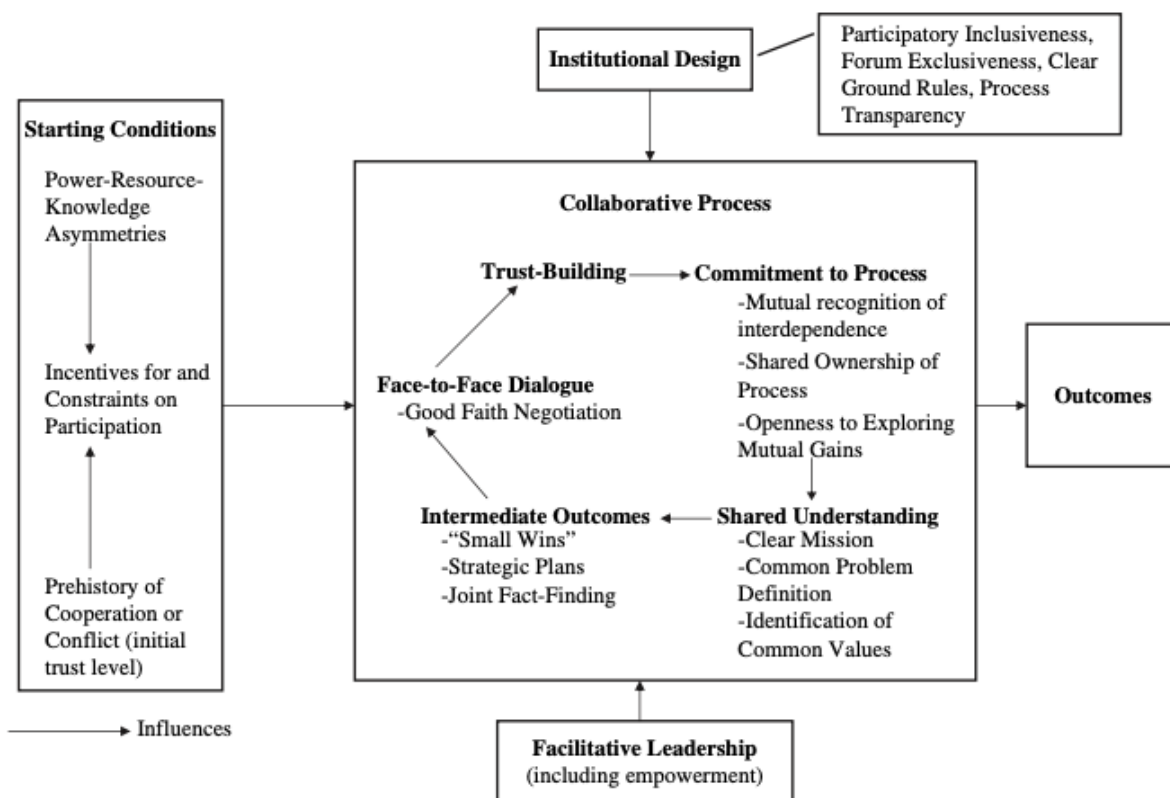 Institutional Design
Participatory Inclusiveness,
Forum Exclusiveness, Clear
Ground Rules, Process
Transparency
Starting Conditions
Power-Resource-
Knowledge
Asymmetries
Incentives for and
Constraints on
Participation
Prehistory of
Cooperation or
Conflict (initial
trust level)
Influences
Collaborative Process
Trust-Building
Commitment to Process
-Mutual recognition of
interdependence
-Shared Ownership of
Process
-Openness to Exploring
Mutual Gains
Face-to-Face Dialogue
-Good Faith Negotiation
Intermediate Outcomes
-“Small Wins”
-Strategic Plans
-Joint Fact-Finding
Shared Understanding
-Clear Mission
-Common Problem
Definition
-Identification of
Common Values
Outcomes
Facilitative Leadership
(including empowerment)